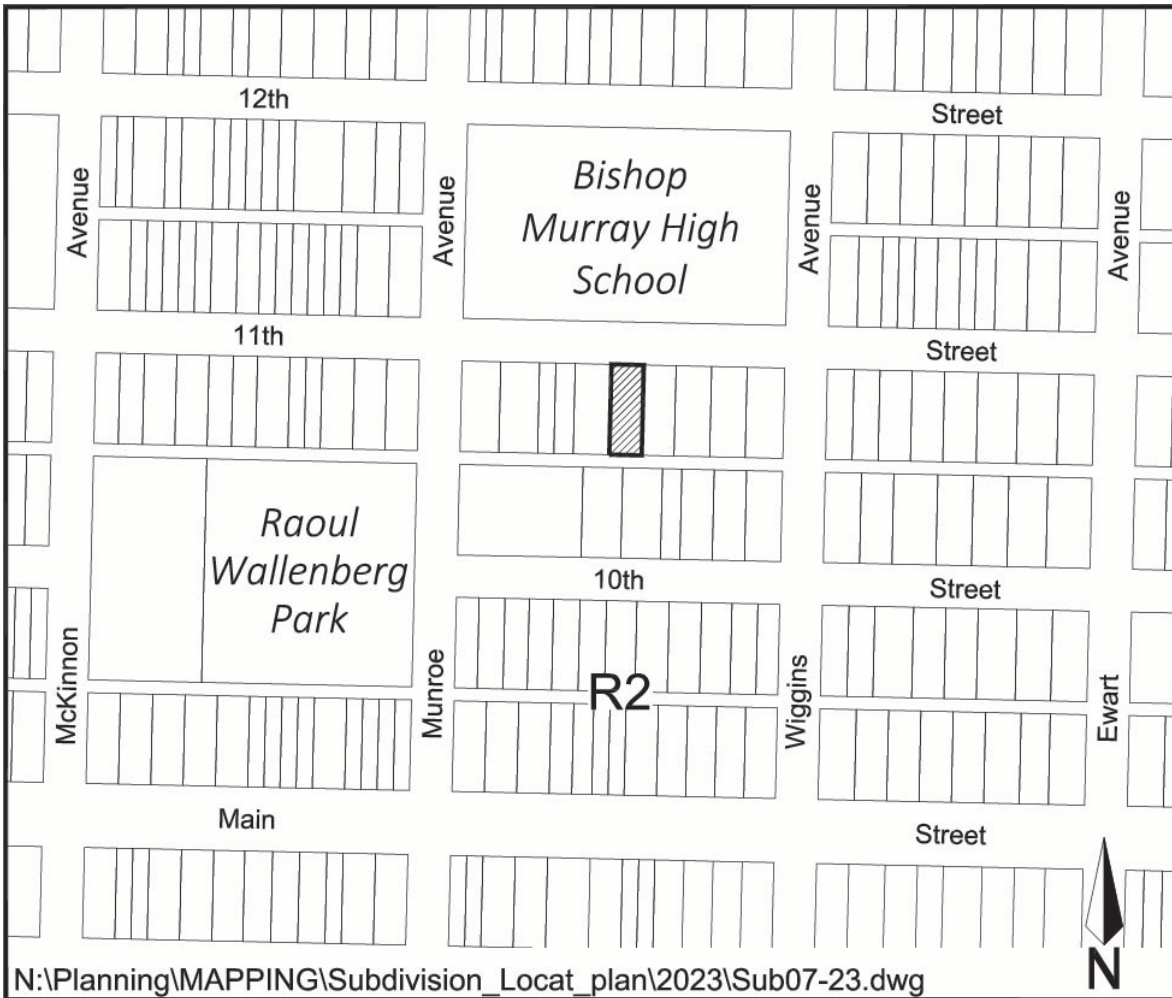 12th
Street
Bishop
Murray High
School
Avenue
Avenue
Avenue
Avenue
11th
Street
Raoul
Wallenberg
Park
10th
Street
R2
McKinnon
Munroe
Wiggins
Ewart
Main
Street
N
N:\Planning\MAPPING\Subdivision_Locat_plan\2023\Sub07-23.dwg